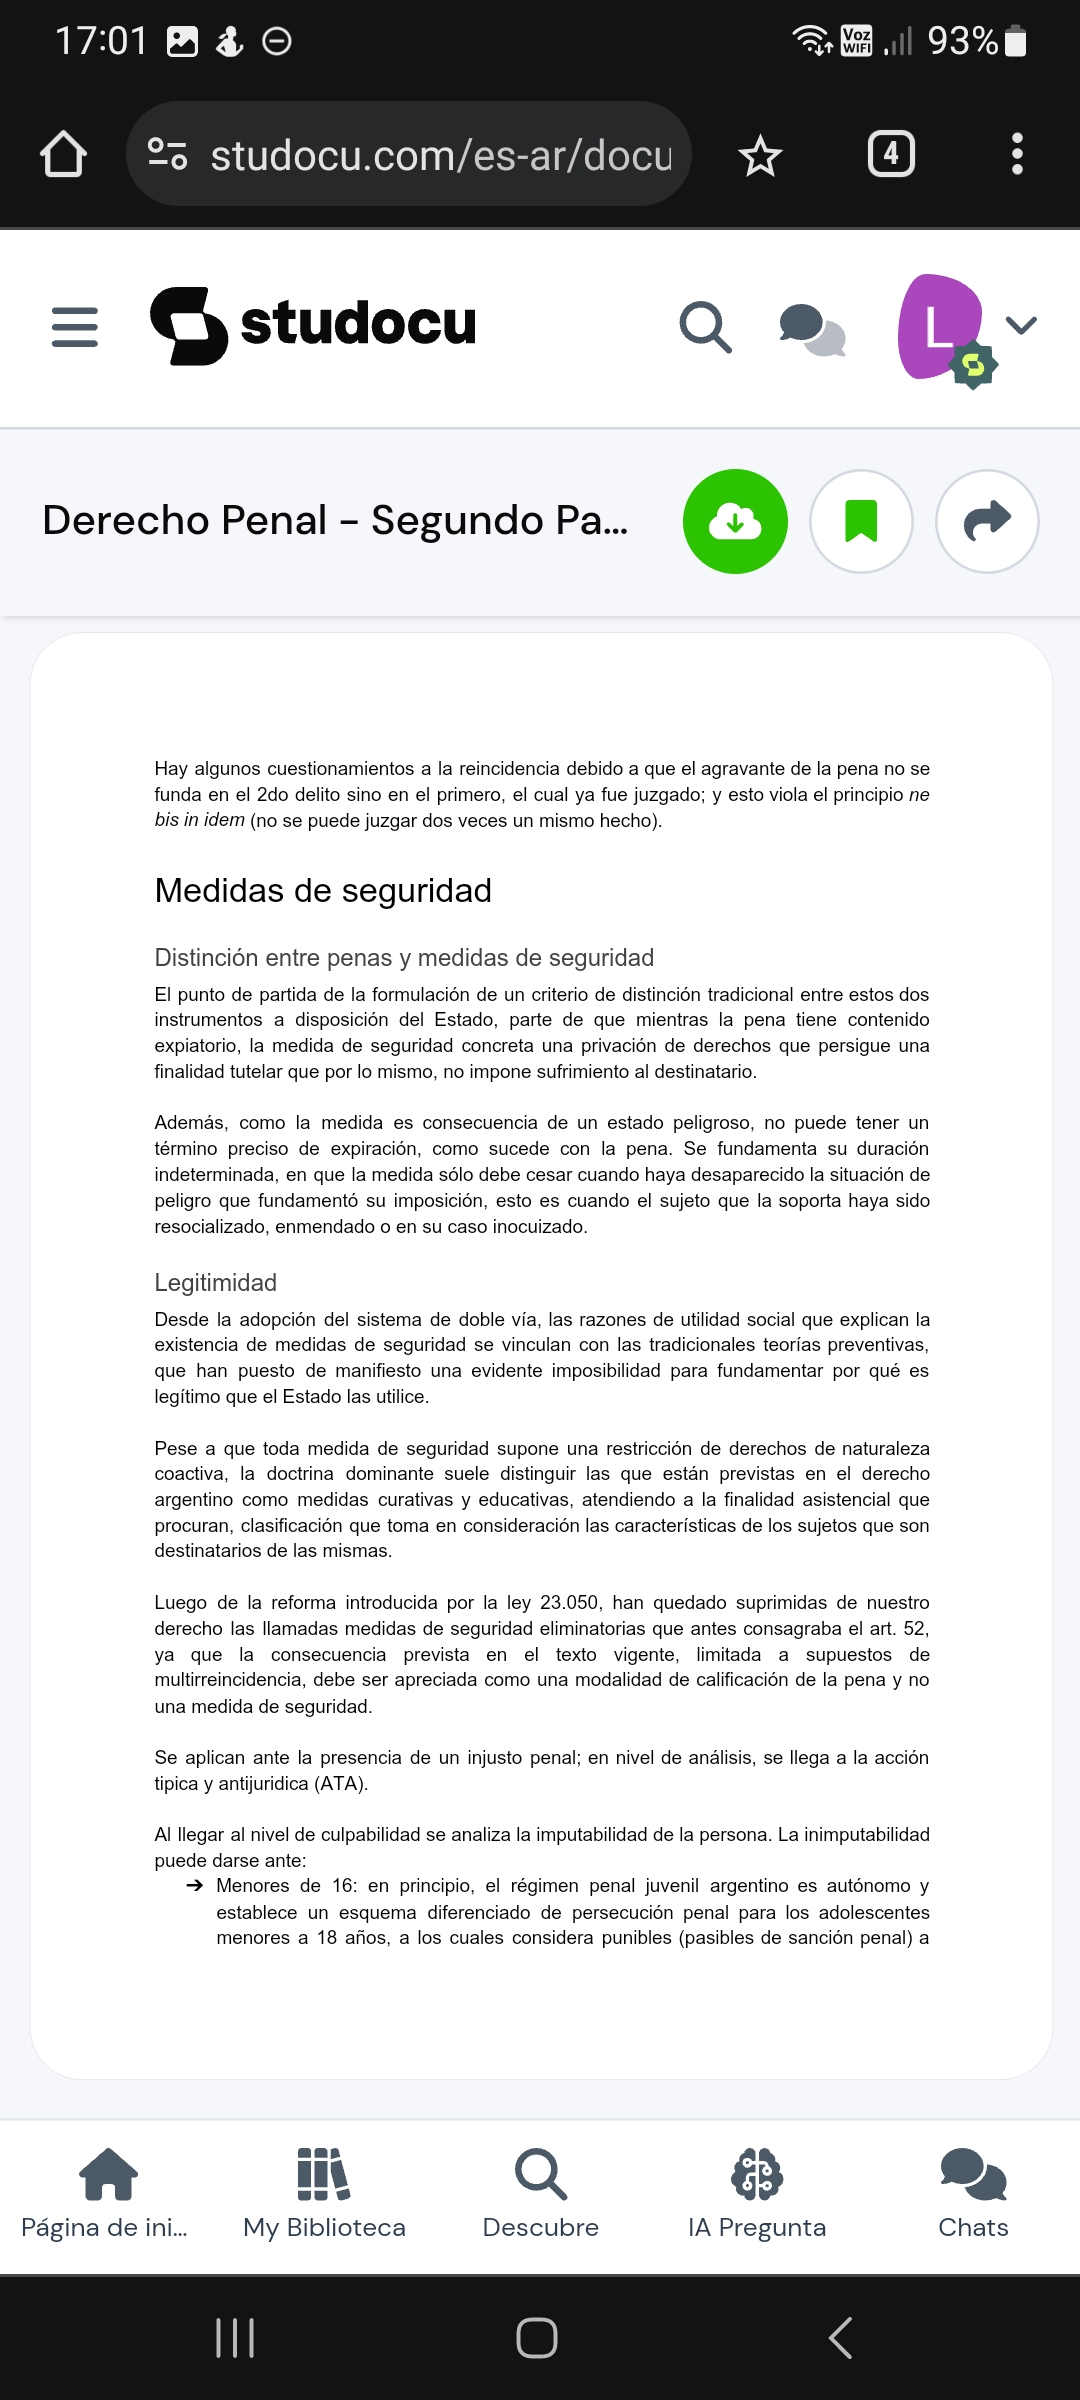 17:01
Voz
WIFI
93%
studocu.com/es-ar/docu
4
studocu
L
Derecho Penal - Segundo Pa...
Hay algunos cuestionamientos a la reincidencia debido a que el agravante de la pena no se
funda en el 2do delito sino en el primero, el cual ya fue juzgado; y esto viola el principio ne
bis in idem (no se puede juzgar dos veces un mismo hecho).
Medidas de seguridad
Distinción entre penas y medidas de seguridad
El punto de partida de la formulación de un criterio de distinción tradicional entre estos dos
instrumentos a disposición del Estado, parte de que mientras la pena tiene contenido
expiatorio, la medida de seguridad concreta una privación de derechos que persigue una
finalidad tutelar que por lo mismo, no impone sufrimiento al destinatario.
Además, como la medida es consecuencia de un estado peligroso, no puede tener un
término preciso de expiración, como sucede con la pena. Se fundamenta su duración
indeterminada, en que la medida sólo debe cesar cuando haya desaparecido la situación de
peligro que fundamentó su imposición, esto es cuando el sujeto que la soporta haya sido
resocializado, enmendado o en su caso inocuizado.
Legitimidad
Desde la adopción del sistema de doble vía, las razones de utilidad social que explican la
existencia de medidas de seguridad se vinculan con las tradicionales teorías preventivas,
que han puesto de manifiesto una evidente imposibilidad para fundamentar por qué es
legítimo que el Estado las utilice.
Pese a que toda medida de seguridad supone una restricción de derechos de naturaleza
coactiva, la doctrina dominante suele distinguir las que están previstas en el derecho
argentino como medidas curativas y educativas, atendiendo a la finalidad asistencial que
procuran, clasificación que toma en consideración las características de los sujetos que son
destinatarios de las mismas.
Luego de la reforma introducida por la ley 23.050, han quedado suprimidas de nuestro
derecho las llamadas medidas de seguridad eliminatorias que antes consagraba el art. 52,
ya que la consecuencia prevista en el texto vigente, limitada a supuestos de
multirreincidencia, debe ser apreciada como una modalidad de calificación de la pena y no
una medida de seguridad.
Se aplican ante la presencia de un injusto penal; en nivel de análisis, se llega a la acción
tipica y antijuridica (ATA).
Al llegar al nivel de culpabilidad se analiza la imputabilidad de la persona. La inimputabilidad
puede darse ante:
➔ Menores de 16: en principio, el régimen penal juvenil argentino es autónomo y
establece un esquema diferenciado de persecución penal para los adolescentes
menores a 18 años, a los cuales considera punibles (pasibles de sanción penal) a
Página de ini...
My Biblioteca
Descubre
IA Pregunta
Chats